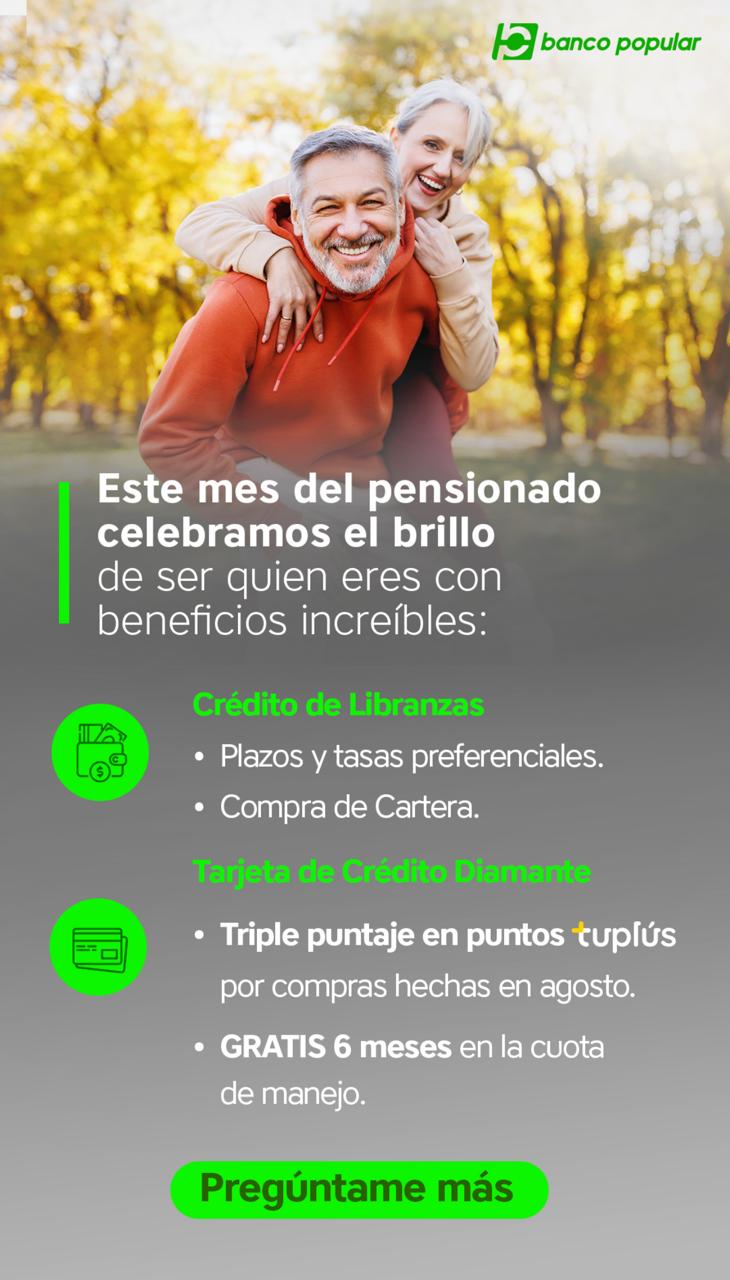 banco popular
Este mes del pensionado
celebramos el brillo
de ser quien eres con
beneficios increíbles:
Crédito de Libranzas
• Plazos y tasas preferenciales.
• Compra de Cartera.
Tarjeta de Crédito Diamante
• Triple puntaje en puntos tuplús
por compras hechas en agosto.
• GRATIS 6 meses en la cuota
de manejo.
Pregúntame más